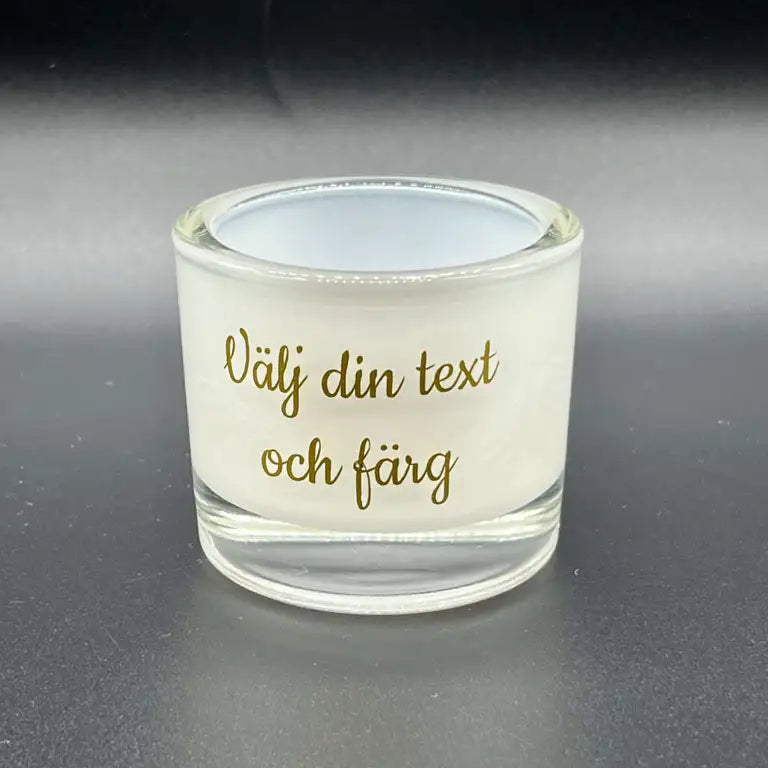 Välj din text
och färg